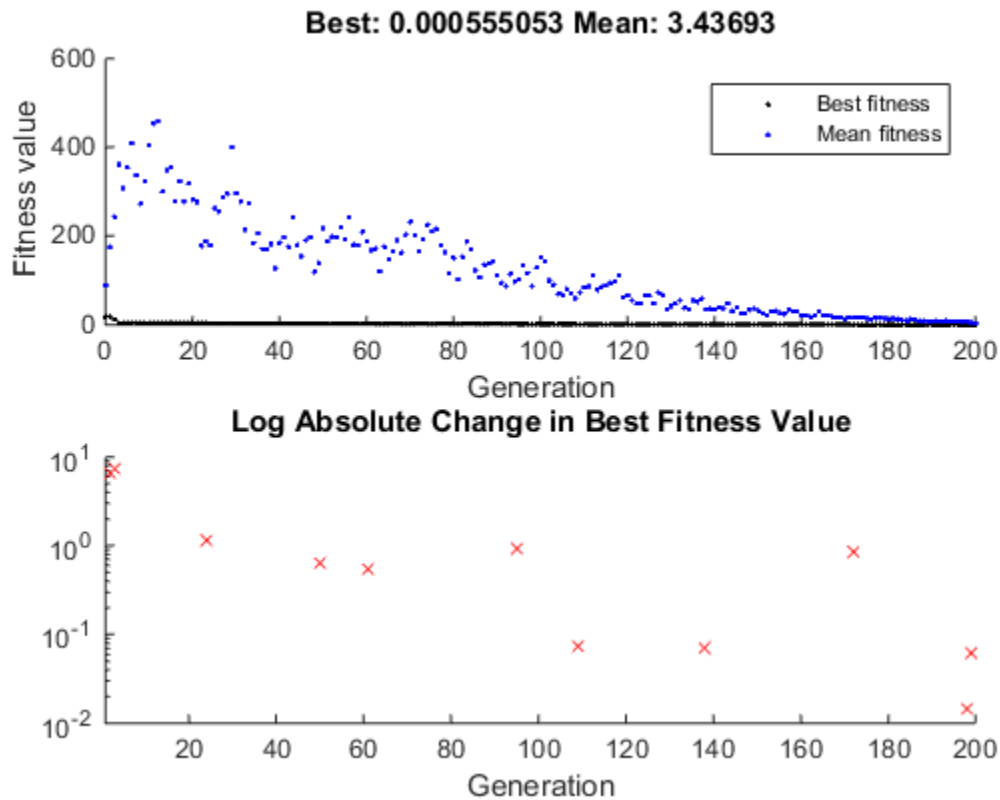 Best: 0.000555053 Mean: 3.43693
600
400
200
0
Fitness value
Best fitness
Mean fitness
0 20 40 60 80 100 120 140 160 180 200
Generation
Log Absolute Change in Best Fitness Value
10^1
10^0
10^-1
10^-2
20 40 60 80 100 120 140 160 180 200
Generation